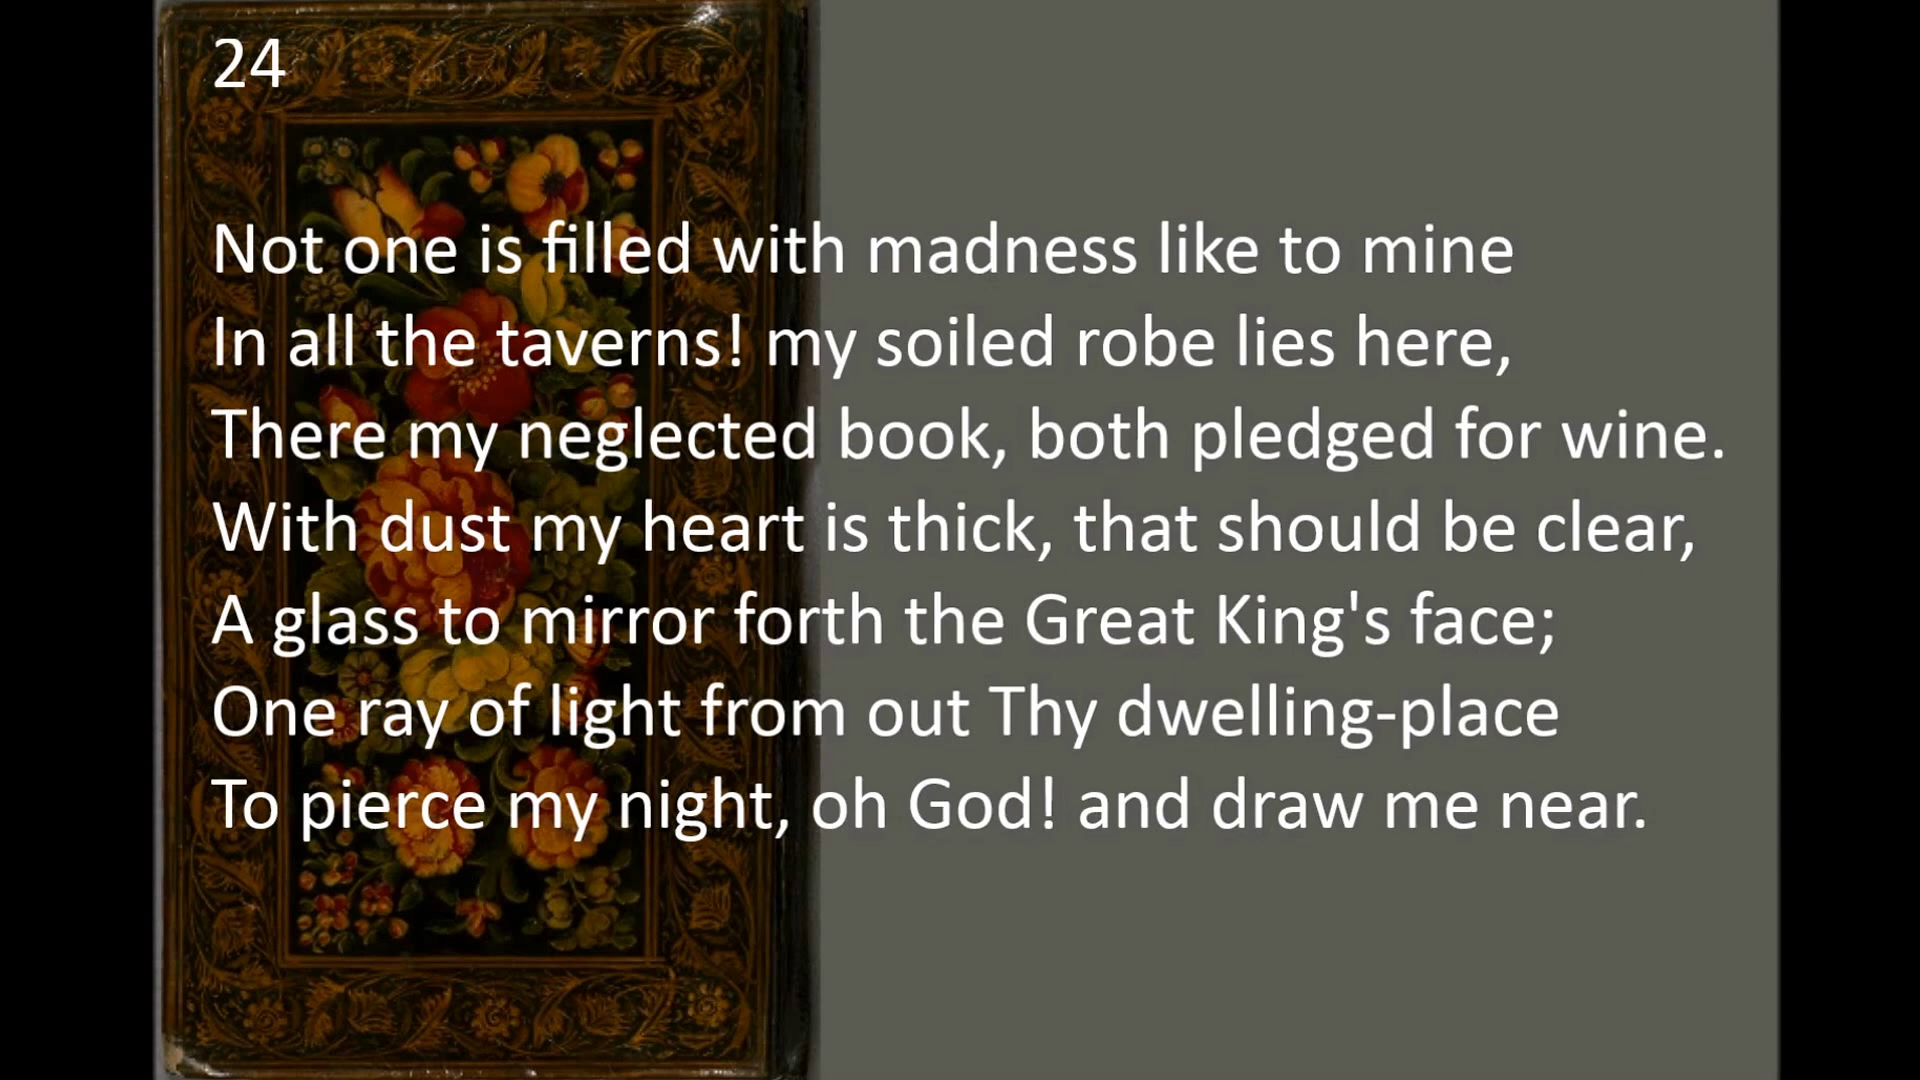 24
Not one is filled with madness like to mine
In all the taverns! my soiled robe lies here,
There my neglected book, both pledged for wine.
With dust my heart is thick, that should be clear,
A glass to mirror forth the Great King's face;
One ray of light from out Thy dwelling-place
To pierce my night, oh God! and draw me near.